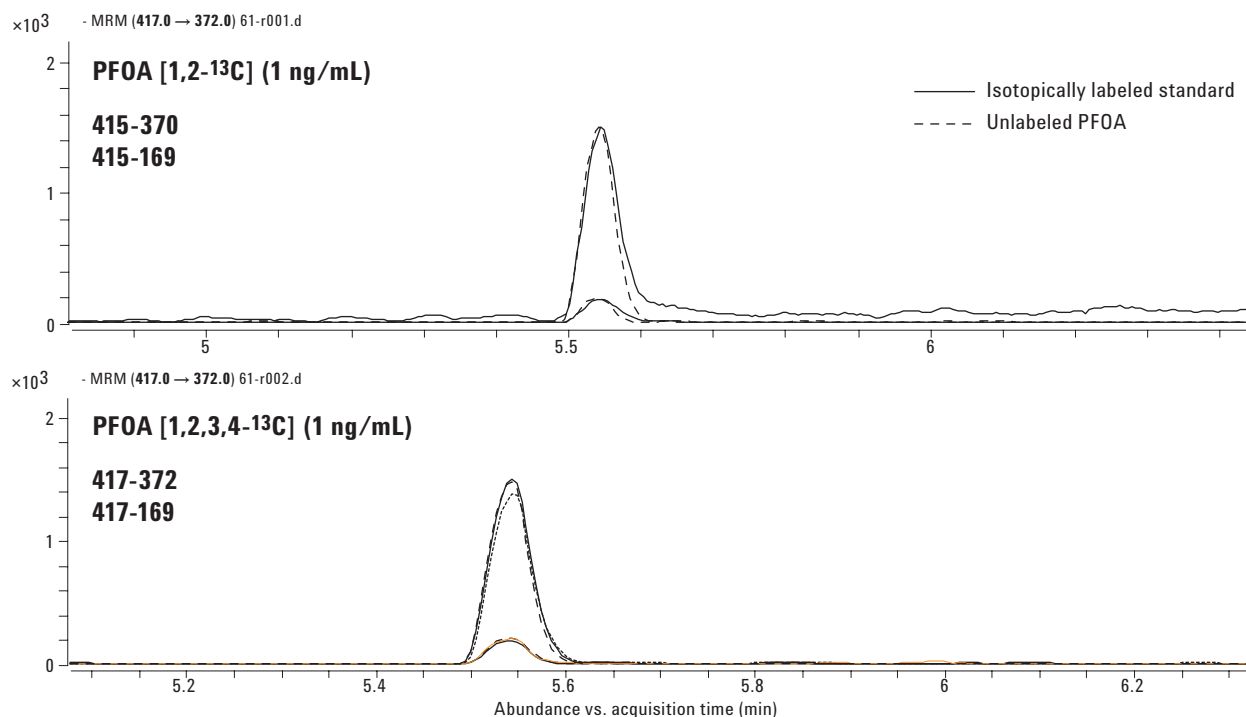 ×10³ - MRM (417.0 → 372.0) 61-r001.d
2
PFOA [1,2-¹³C] (1 ng/mL)
Isotopically labeled standard
415-370
Unlabeled PFOA
415-169
1
0
5 5.5 6
×10³ - MRM (417.0 → 372.0) 61-r002.d
2
PFOA [1,2,3,4-¹³C] (1 ng/mL)
417-372
417-169
1
0
5.2 5.4 5.6 5.8 6 6.2
Abundance vs. acquisition time (min)